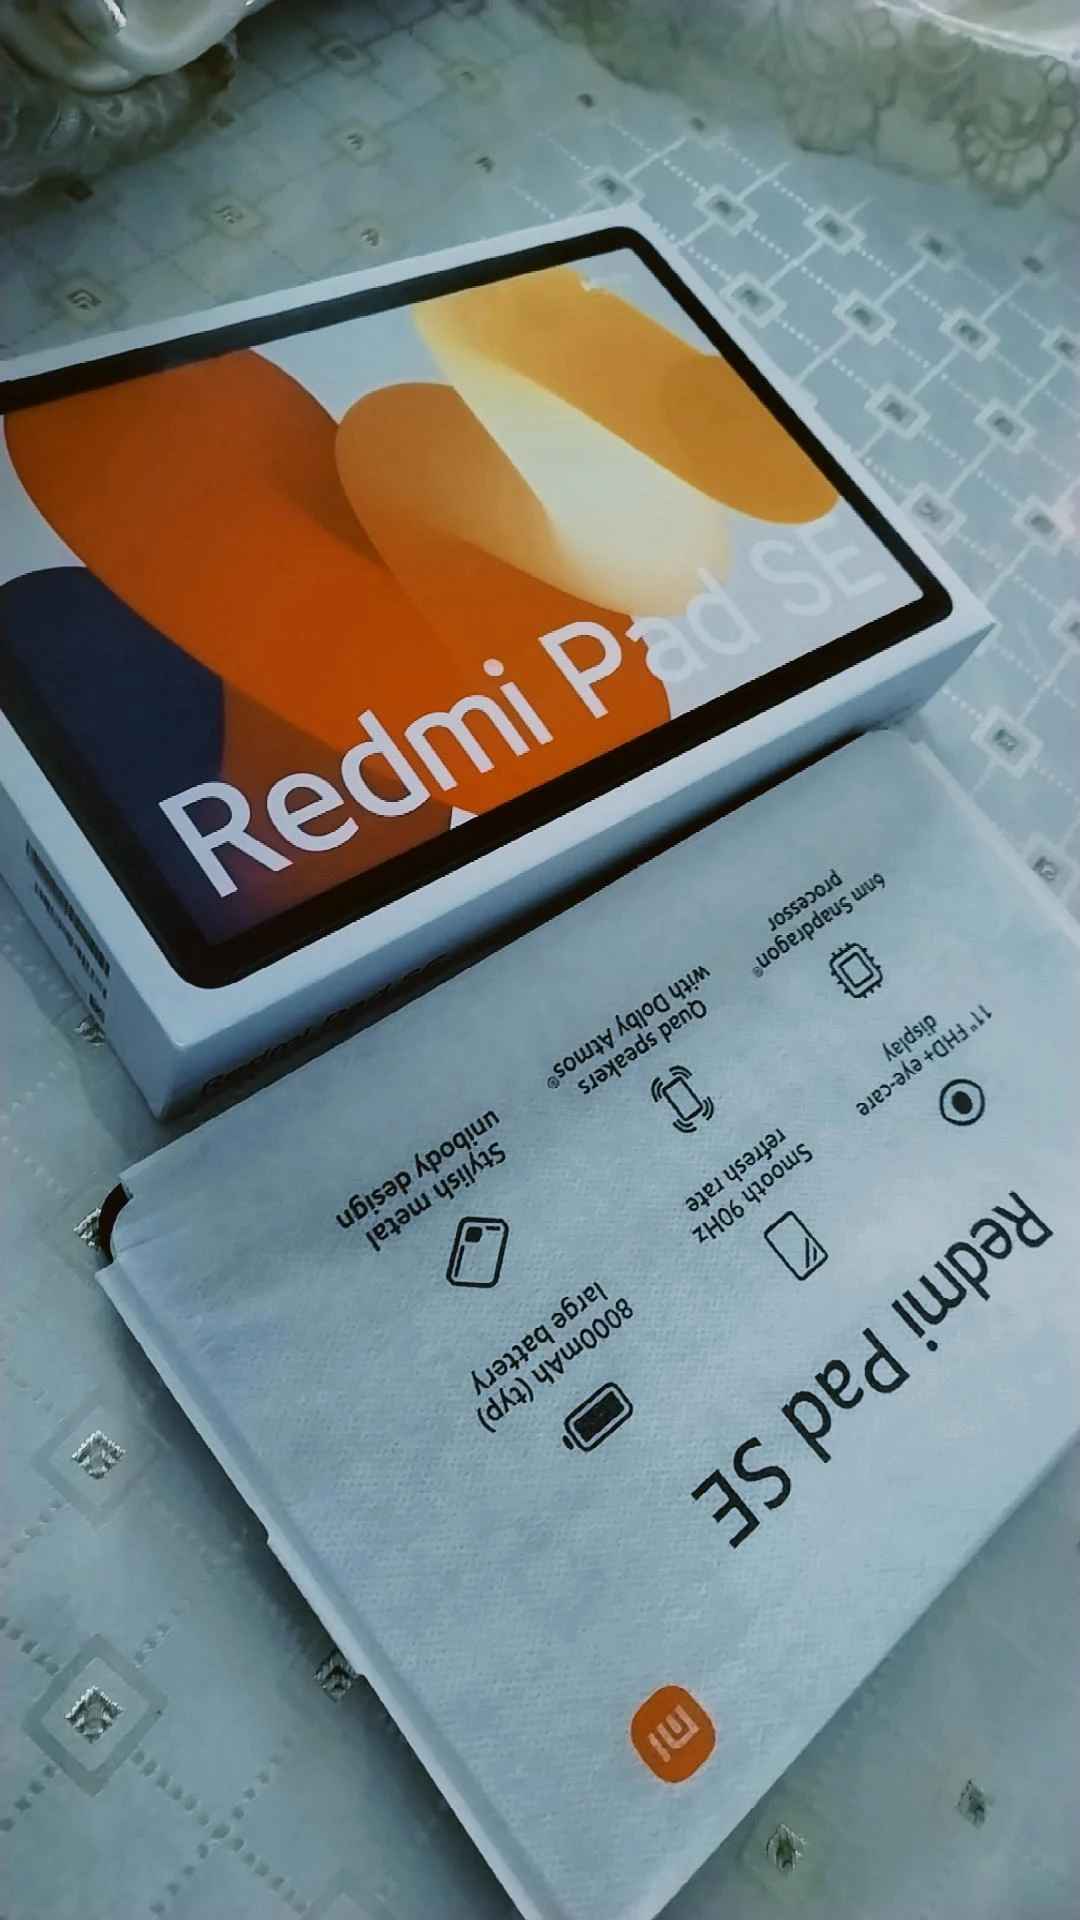 Redmi Pad SE
Redmi Pad SE
11" FHD+ eye-care
display
6nm Snapdragon®
processor
Smooth 90Hz
refresh rate
Quad speakers
with Dolby Atmos®
8000mAh (typ)
large battery
Stylish metal
unibody design
mi